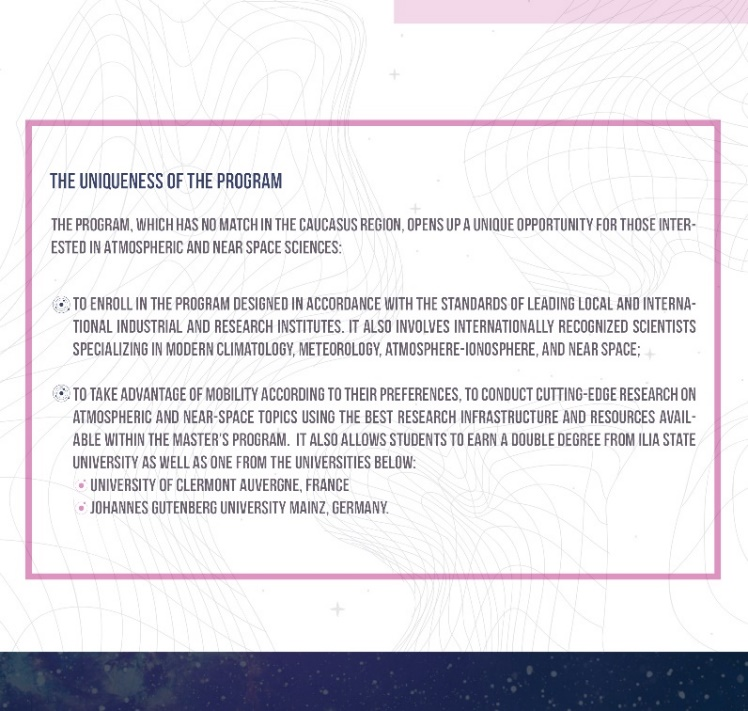 THE UNIQUENESS OF THE PROGRAM
THE PROGRAM, WHICH HAS NO MATCH IN THE CAUCASUS REGION, OPENS UP A UNIQUE OPPORTUNITY FOR THOSE INTER-
ESTED IN ATMOSPHERIC AND NEAR SPACE SCIENCES:
TO ENROLL IN THE PROGRAM DESIGNED IN ACCORDANCE WITH THE STANDARDS OF LEADING LOCAL AND INTERNA-
TIONAL INDUSTRIAL AND RESEARCH INSTITUTES. IT ALSO INVOLVES INTERNATIONALLY RECOGNIZED SCIENTISTS
SPECIALIZING IN MODERN CLIMATOLOGY, METEOROLOGY, ATMOSPHERE-IONOSPHERE, AND NEAR SPACE;
TO TAKE ADVANTAGE OF MOBILITY ACCORDING TO THEIR PREFERENCES, TO CONDUCT CUTTING-EDGE RESEARCH ON
ATMOSPHERIC AND NEAR-SPACE TOPICS USING THE BEST RESEARCH INFRASTRUCTURE AND RESOURCES AVAIL-
ABLE WITHIN THE MASTER'S PROGRAM. IT ALSO ALLOWS STUDENTS TO EARN A DOUBLE DEGREE FROM ILIA STATE
UNIVERSITY AS WELL AS ONE FROM THE UNIVERSITIES BELOW:
UNIVERSITY OF CLERMONT AUVERGNE, FRANCE
JOHANNES GUTENBERG UNIVERSITY MAINZ, GERMANY.